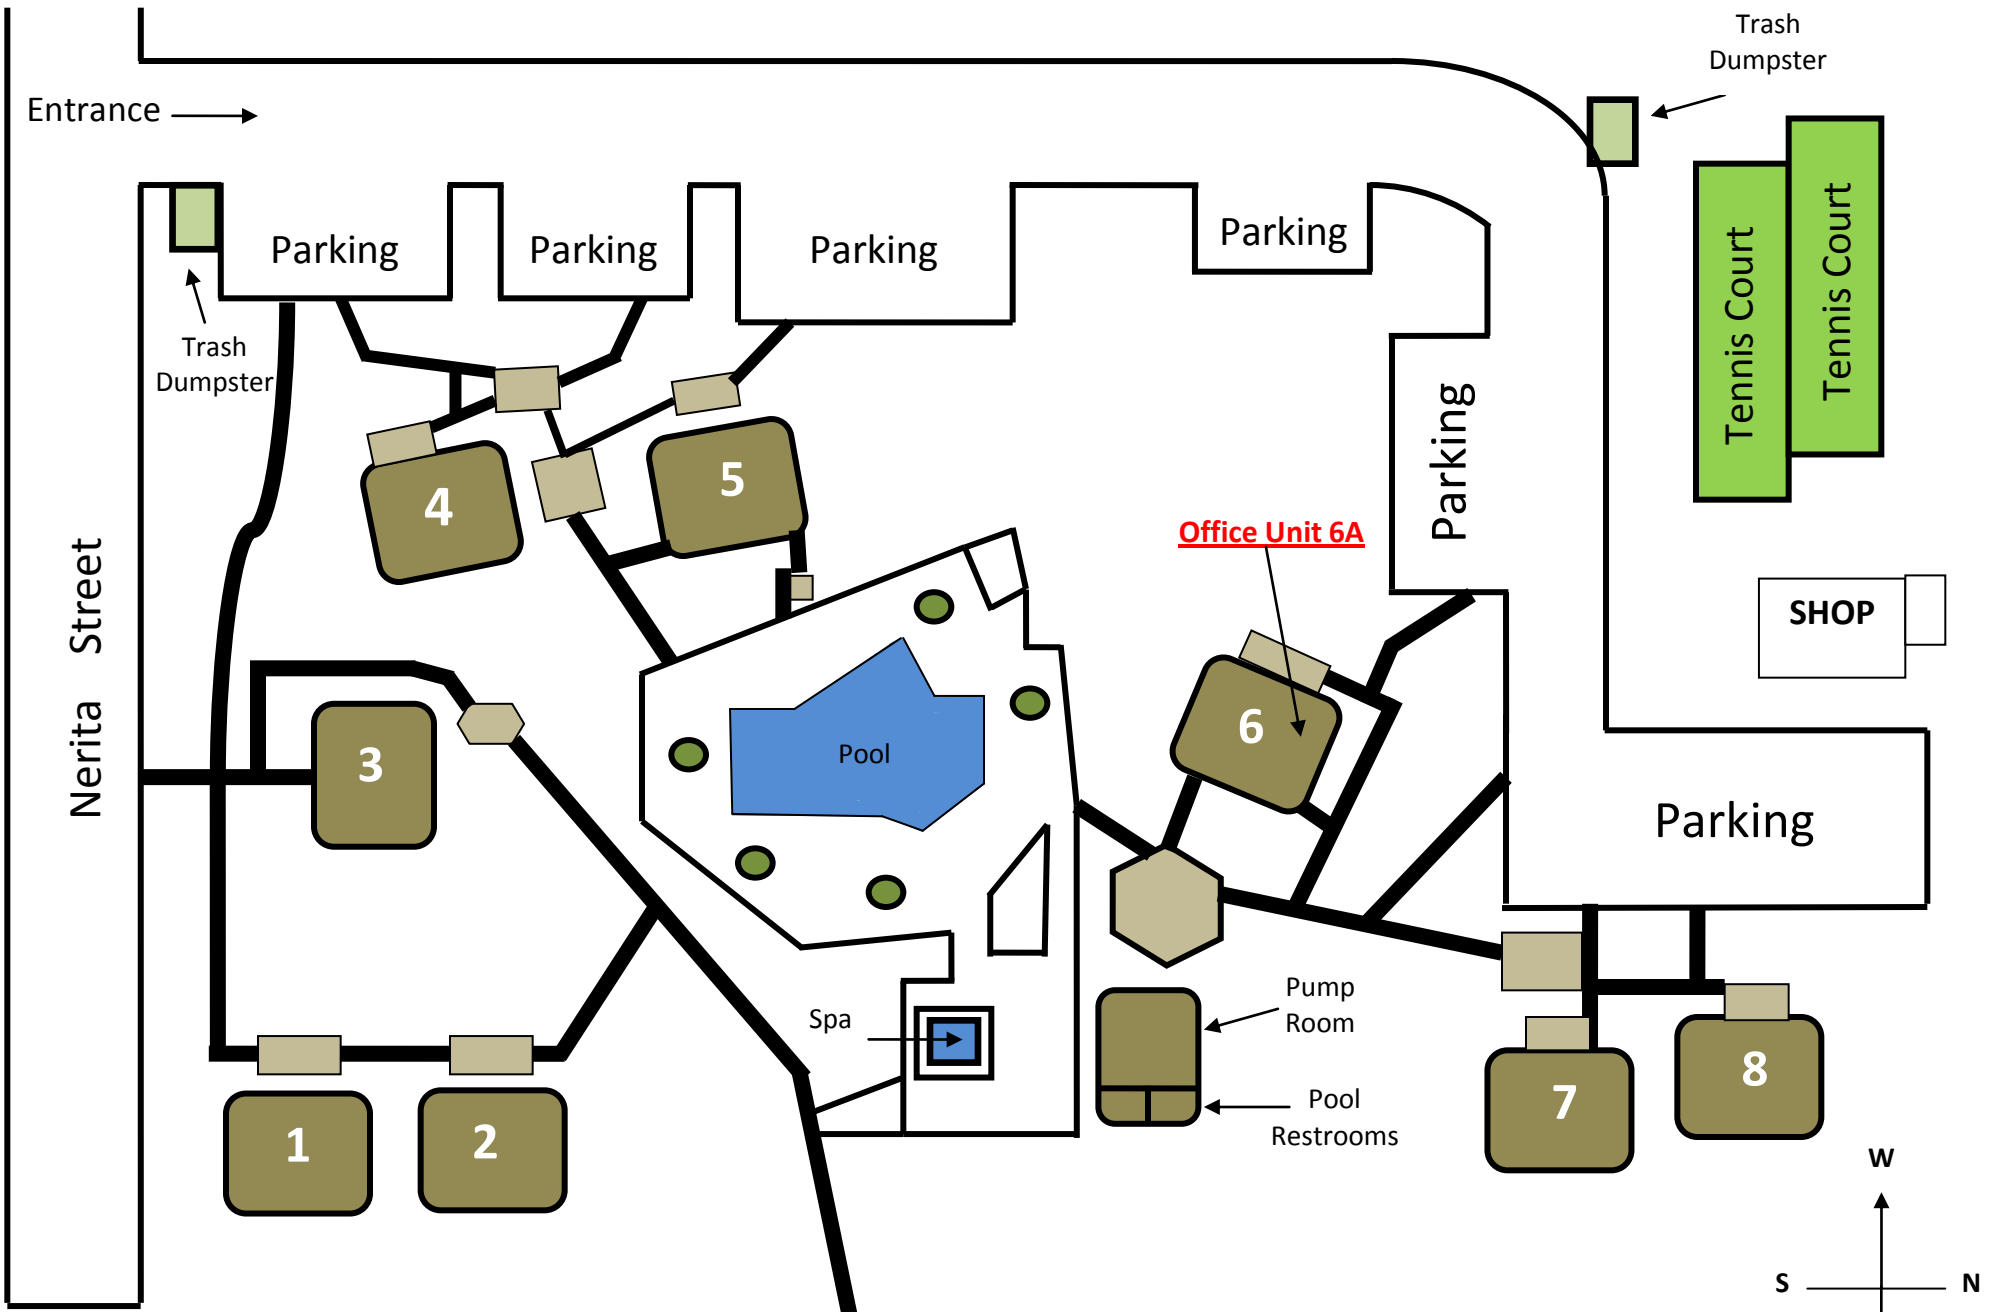 Trash
Dumpster
Entrance
Parking
Parking
Parking
Parking
Trash
Dumpster
Tennis Court
Tennis Court
Parking
4
5
Office Unit 6A
SHOP
Nerita Street
3
Pool
6
Parking
Spa
Pump
Room
Pool
Restrooms
1
2
7
8
W
S
N